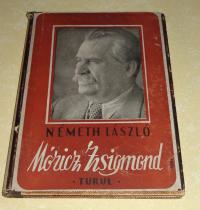 NÉMETH LÁSZLÓ
Móricz Zsigmond
· TURUL ·